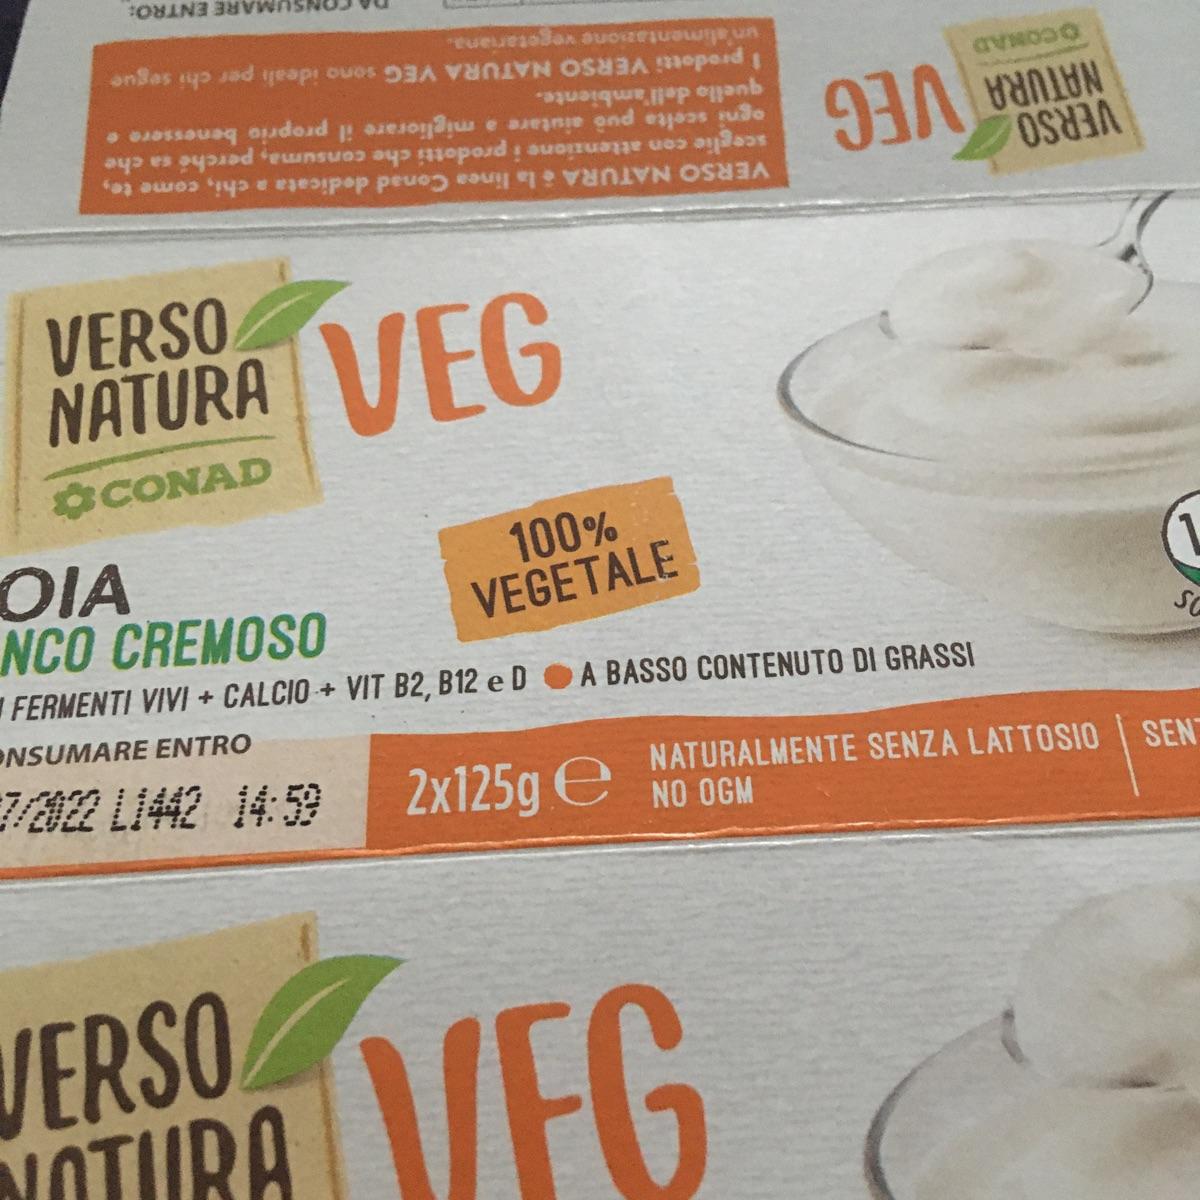 DA CONSUMARE ENTRO:
VERSO NATURA è la linea Conad dedicata a chi, come te,
sceglie con attenzione i prodotti che consuma, perché sa che
ogni scelta può aiutare a migliorare il proprio benessere e
quello dell'ambiente.
I prodotti VERSO NATURA VEG sono ideali per chi segue
un'alimentazione vegetariana.
VERSO
NATURA
CONAD
VEG
VERSO
NATURA
CONAD
VEG
100%
VEGETALE
OIA
NCO CREMOSO
I FERMENTI VIVI + CALCIO + VIT B2, B12 e D
A BASSO CONTENUTO DI GRASSI
ONSUMARE ENTRO
7/2022 L1442 14:59
2x125g e
NATURALMENTE SENZA LATTOSIO
NO OGM
SEN
VERSO
NATURA
VEG